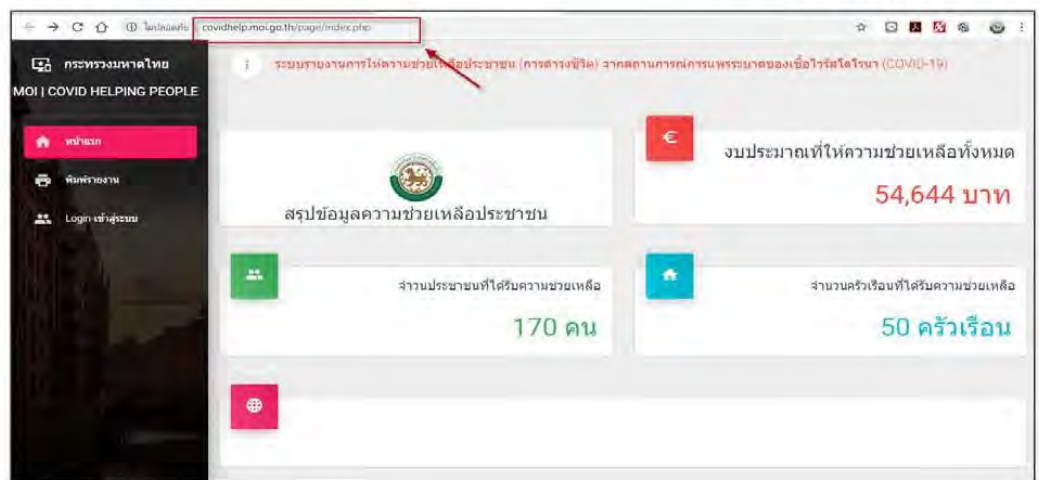 ไม่ปลอดภัย covidhelp.moi.go.th/page/index.php
กระทรวงมหาดไทย
MOI | COVID HELPING PEOPLE
ระบบรายงานการให้ความช่วยเหลือประชาชน (การดำรงชีวิต) จากสถานการณ์การแพร่ระบาดของเชื้อไวรัสโคโรนา (COVID-19)
หน้าแรก
พิมพ์รายงาน
Login เข้าสู่ระบบ
สรุปข้อมูลความช่วยเหลือประชาชน
€
งบประมาณที่ให้ความช่วยเหลือทั้งหมด
54,644 บาท
จำวนประชาชนที่ได้รับความช่วยเหลือ
170 คน
จำนวนครัวเรือนที่ได้รับความช่วยเหลือ
50 ครัวเรือน